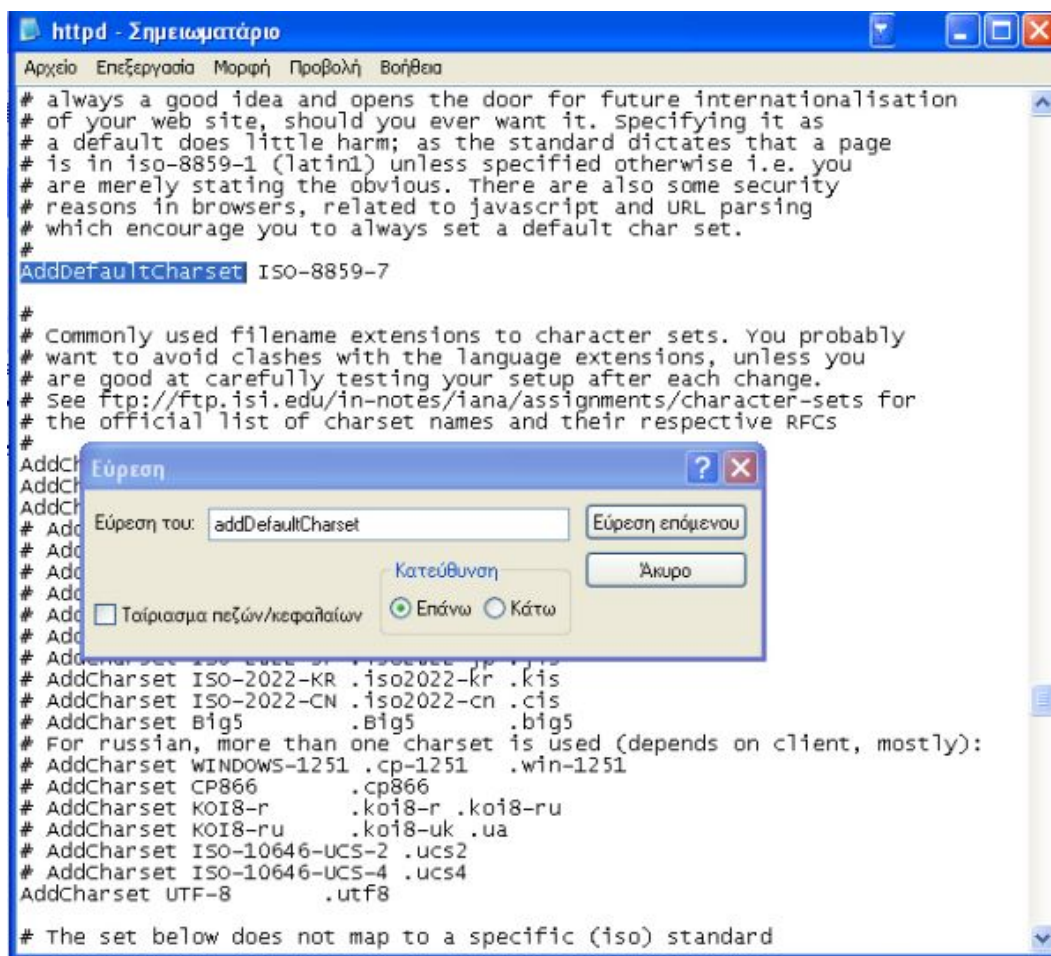 httpd - Σημειωματάριο
Αρχείο Επεξεργασία Μορφή Προβολή Βοήθεια
# always a good idea and opens the door for future internationalisation
# of your web site, should you ever want it. Specifying it as
# a default does little harm; as the standard dictates that a page
# is in iso-8859-1 (latin1) unless specified otherwise i.e. you
# are merely stating the obvious. There are also some security
# reasons in browsers, related to javascript and URL parsing
# which encourage you to always set a default char set.
#
AddDefaultCharset ISO-8859-7
#
# Commonly used filename extensions to character sets. You probably
# want to avoid clashes with the language extensions, unless you
# are good at carefully testing your setup after each change.
# See ftp://ftp.isi.edu/in-notes/iana/assignments/character-sets for
# the official list of charset names and their respective RFCs
#
AddCh
AddCh
AddCh
# Add
# Add
# Add
# Add
# Add
# Add
Εύρεση
Εύρεση του: addDefaultCharset Εύρεση επόμενου
Άκυρο
Κατεύθυνση
Ταίριασμα πεζών/κεφαλαίων Επάνω Κάτω
# AddCharset ISO-2022-KR .iso2022-kr .kis
# AddCharset ISO-2022-CN .iso2022-cn .cis
# AddCharset Big5 .Big5 .big5
# For russian, more than one charset is used (depends on client, mostly):
# AddCharset WINDOWS-1251 .cp-1251 .win-1251
# AddCharset CP866 .cp866
# AddCharset KOI8-r .koi8-r .koi8-ru
# AddCharset KOI8-ru .koi8-uk .ua
# AddCharset ISO-10646-UCS-2 .ucs2
# AddCharset ISO-10646-UCS-4 .ucs4
AddCharset UTF-8 .utf8
# The set below does not map to a specific (iso) standard